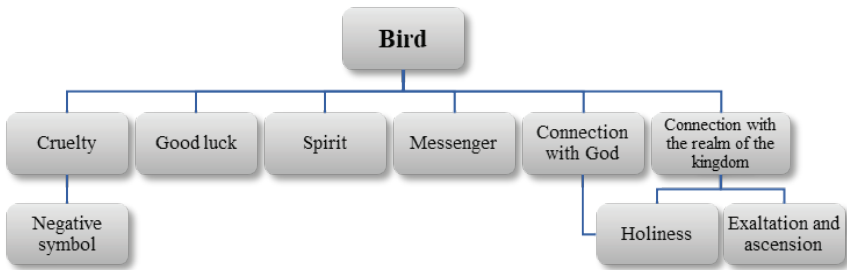 Bird
Cruelty
Good luck
Spirit
Messenger
Connection
with God
Connection with
the realm of the
kingdom
Negative
symbol
Holiness
Exaltation and
ascension